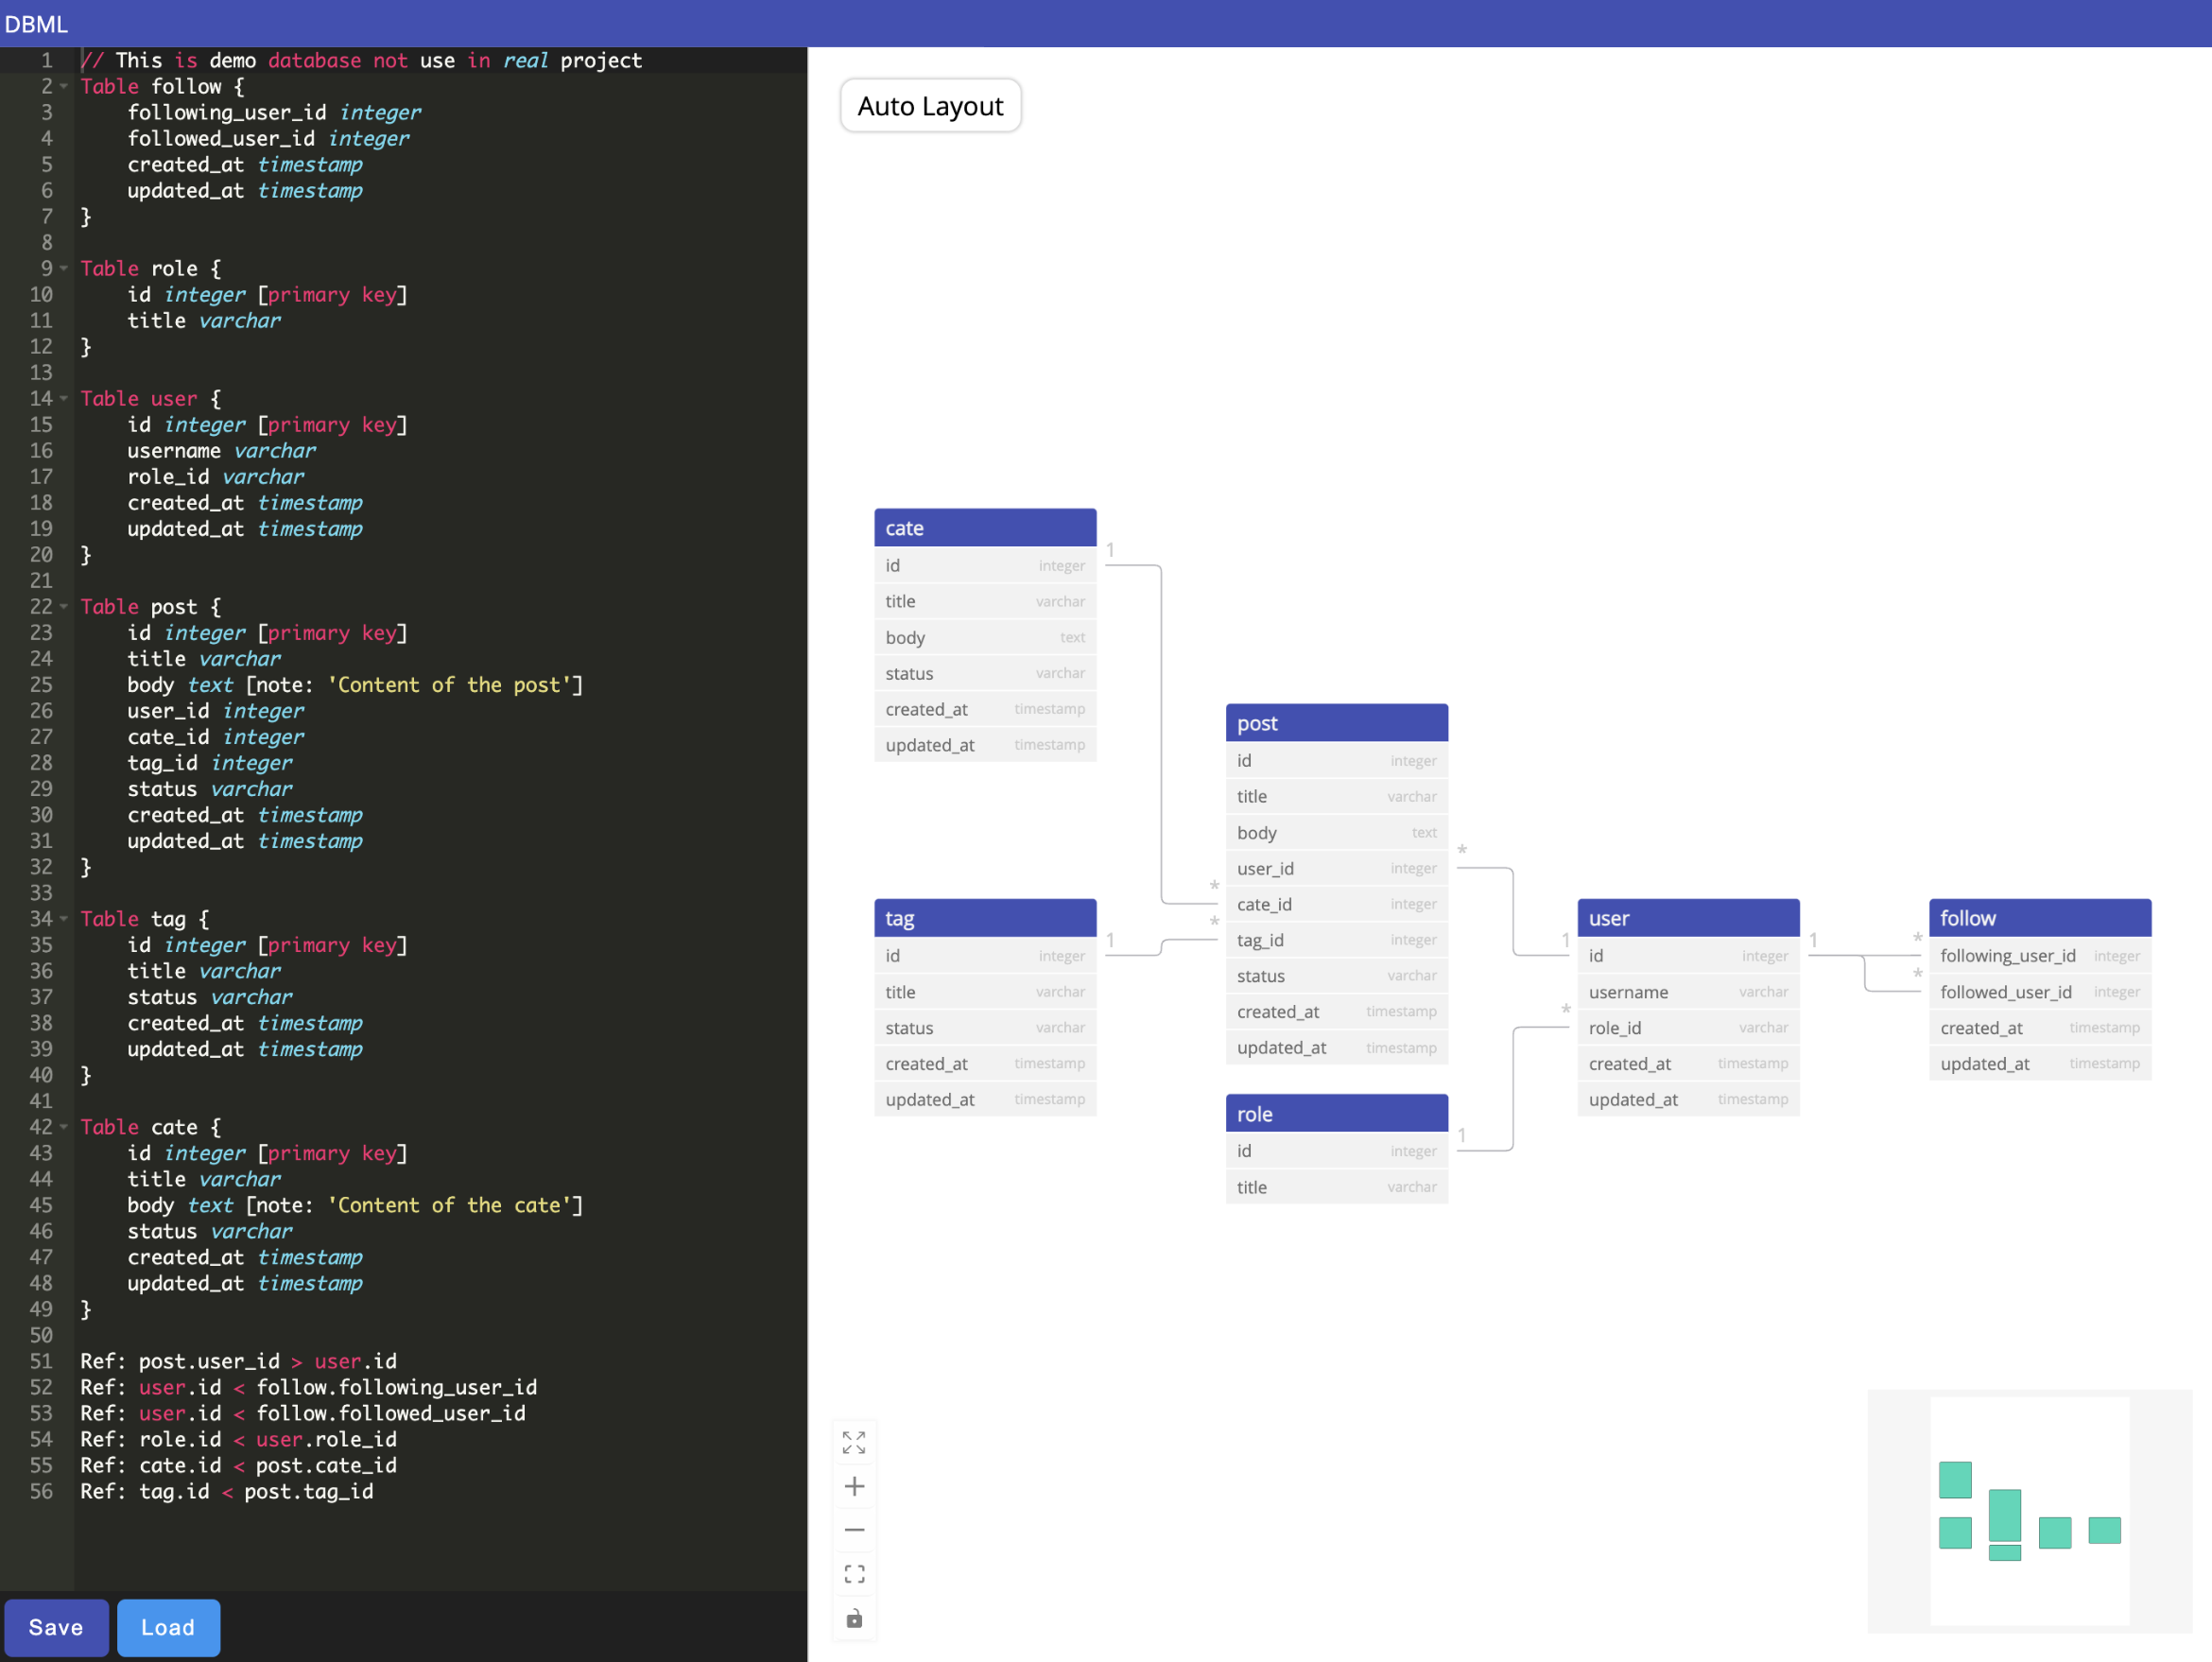 DBML
1 // This is demo database not use in real project
2 Table follow {
3 following_user_id integer
4 followed_user_id integer
5 created_at timestamp
6 updated_at timestamp
7 }
8
9 Table role {
10 id integer [primary key]
11 title varchar
12 }
13
14 Table user {
15 id integer [primary key]
16 username varchar
17 role_id varchar
18 created_at timestamp
19 updated_at timestamp
20 }
21
22 Table post {
23 id integer [primary key]
24 title varchar
25 body text [note: 'Content of the post']
26 user_id integer
27 cate_id integer
28 tag_id integer
29 status varchar
30 created_at timestamp
31 updated_at timestamp
32 }
33
34 Table tag {
35 id integer [primary key]
36 title varchar
37 status varchar
38 created_at timestamp
39 updated_at timestamp
40 }
41
42 Table cate {
43 id integer [primary key]
44 title varchar
45 body text [note: 'Content of the cate']
46 status varchar
47 created_at timestamp
48 updated_at timestamp
49 }
50
51 Ref: post.user_id > user.id
52 Ref: user.id < follow.following_user_id
53 Ref: user.id < follow.followed_user_id
54 Ref: role.id < user.role_id
55 Ref: cate.id < post.cate_id
56 Ref: tag.id < post.tag_id
Save Load
Auto Layout
cate
1
id integer
title varchar
body text
status varchar
created_at timestamp
updated_at timestamp
tag
1
id integer
title varchar
status varchar
created_at timestamp
updated_at timestamp
post
id integer
title varchar
body text
*
user_id integer
*
cate_id integer
*
tag_id integer
status varchar
created_at timestamp
updated_at timestamp
role
1
id integer
title varchar
user
1 1
id integer
username varchar
*
role_id varchar
created_at timestamp
updated_at timestamp
follow
*
following_user_id integer
*
followed_user_id integer
created_at timestamp
updated_at timestamp